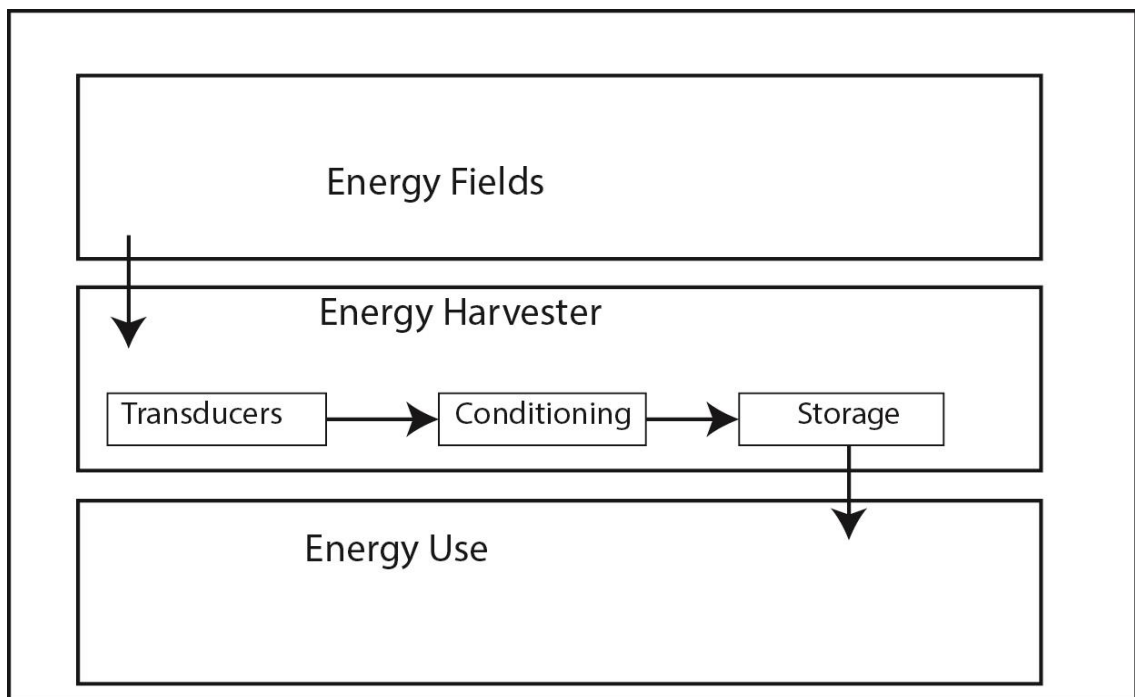 Energy Fields
Energy Harvester
Transducers
Conditioning
Storage
Energy Use